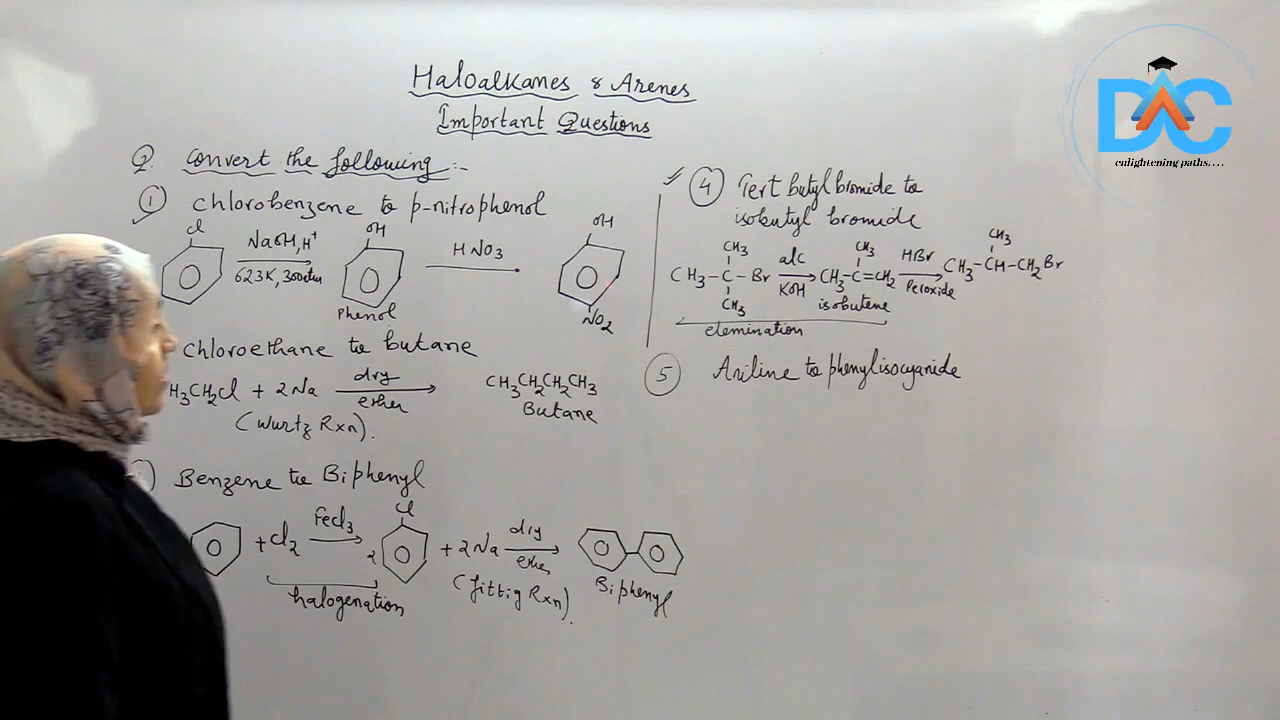 Haloalkanes & Arenes
Important Questions
Q. Convert the following:-
① Chlorobenzene to p-nitrophenol
Cl
NaOH, H⁺
623K, 300atm
OH
Phenol
HNO3
OH
NO2
chloroethane to butane
H3CH2Cl + 2Na
dry
ether
CH3CH2CH2CH3
Butane
(Wurtz Rxn).
Benzene to Biphenyl
+ Cl2
FeCl3
2
Cl
+ 2Na
dry
ether
halogenation
(fittig Rxn).
Biphenyl
④ Tert butyl bromide to
isobutyl bromide
CH3
CH3-C-Br
CH3
alc
KOH
CH3
CH3-C=CH2
isobutene
HBr
Peroxide
CH3
CH3-CH-CH2Br
elemination
⑤ Aniline to phenylisocyanide
DAC
enlightening paths....